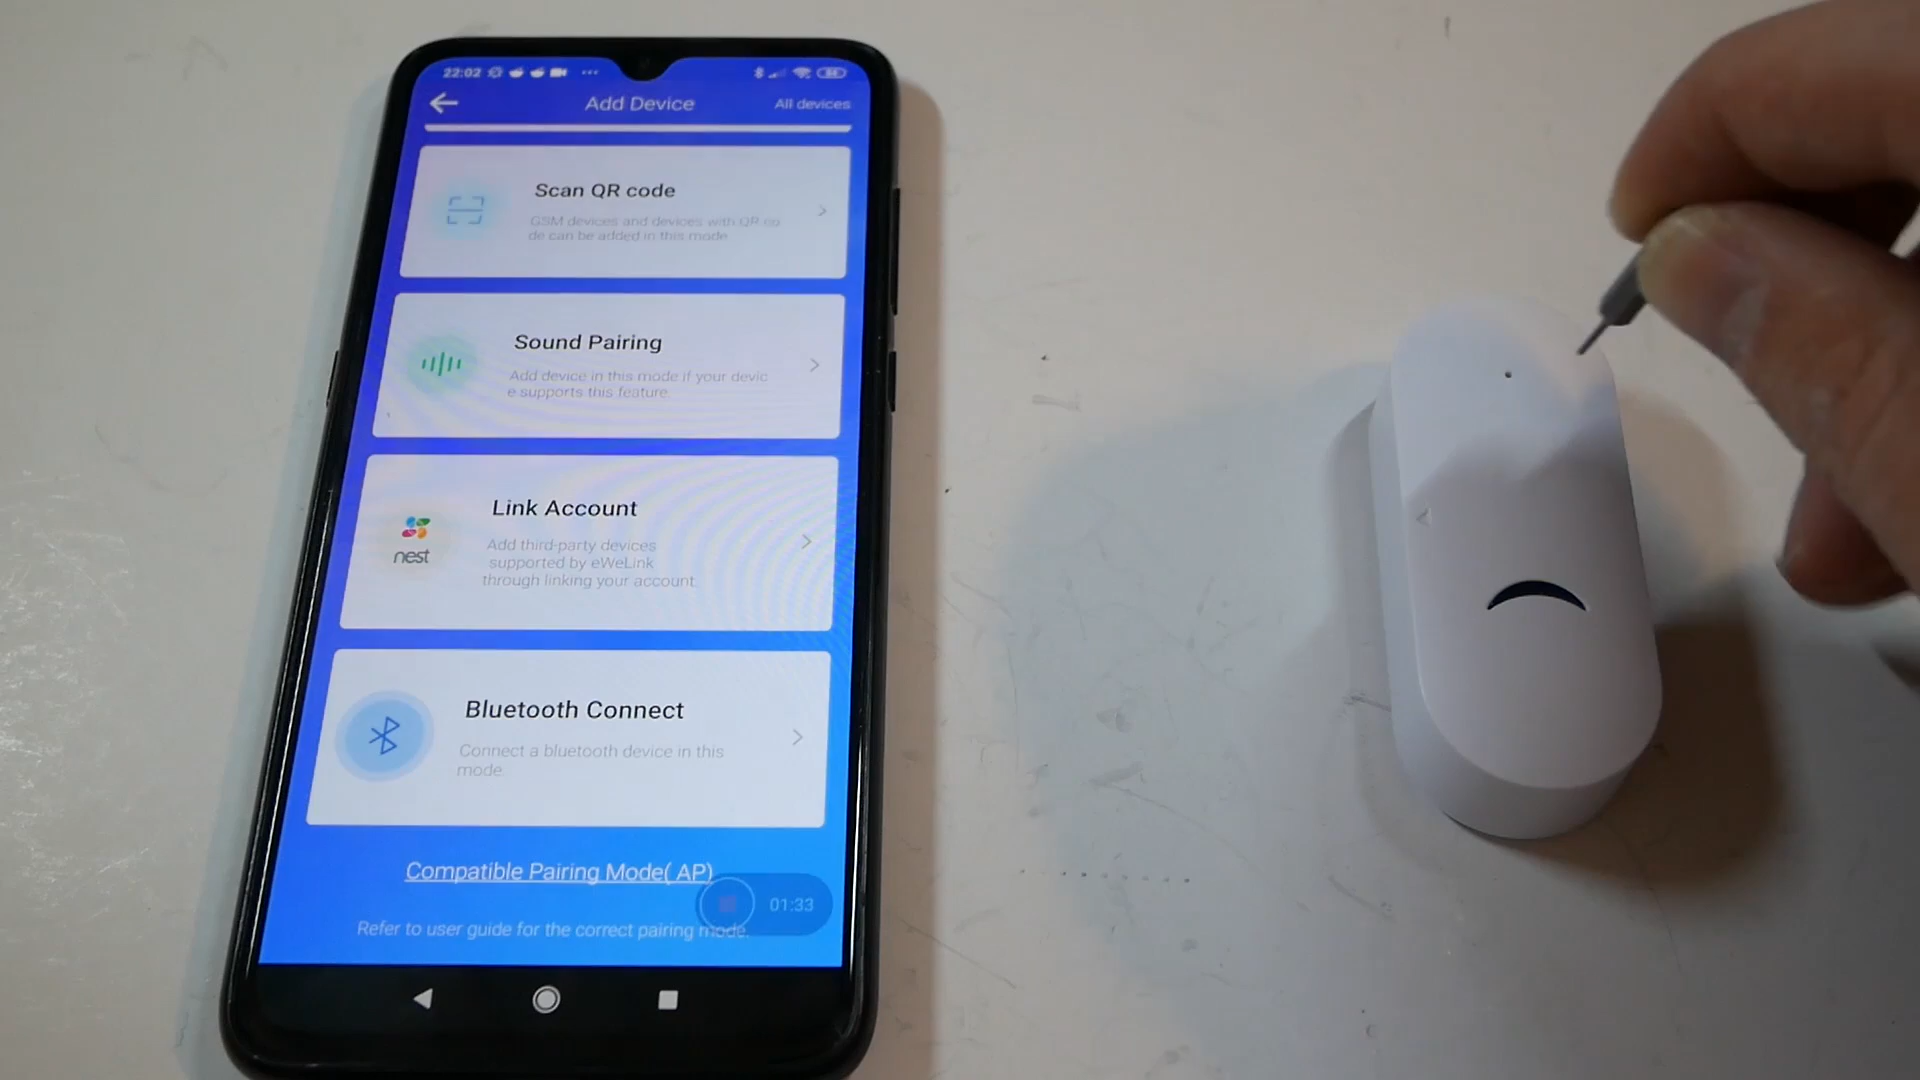 22:02
Add Device
All devices
Scan QR code
GSM devices and devices with QR co
de can be added in this mode
Sound Pairing
Add device in this mode if your devic
e supports this feature.
Link Account
nest
Add third-party devices
supported by eWeLink
through linking your account.
Bluetooth Connect
Connect a bluetooth device in this
mode.
Compatible Pairing Mode( AP)
01:33
Refer to user guide for the correct pairing mode.